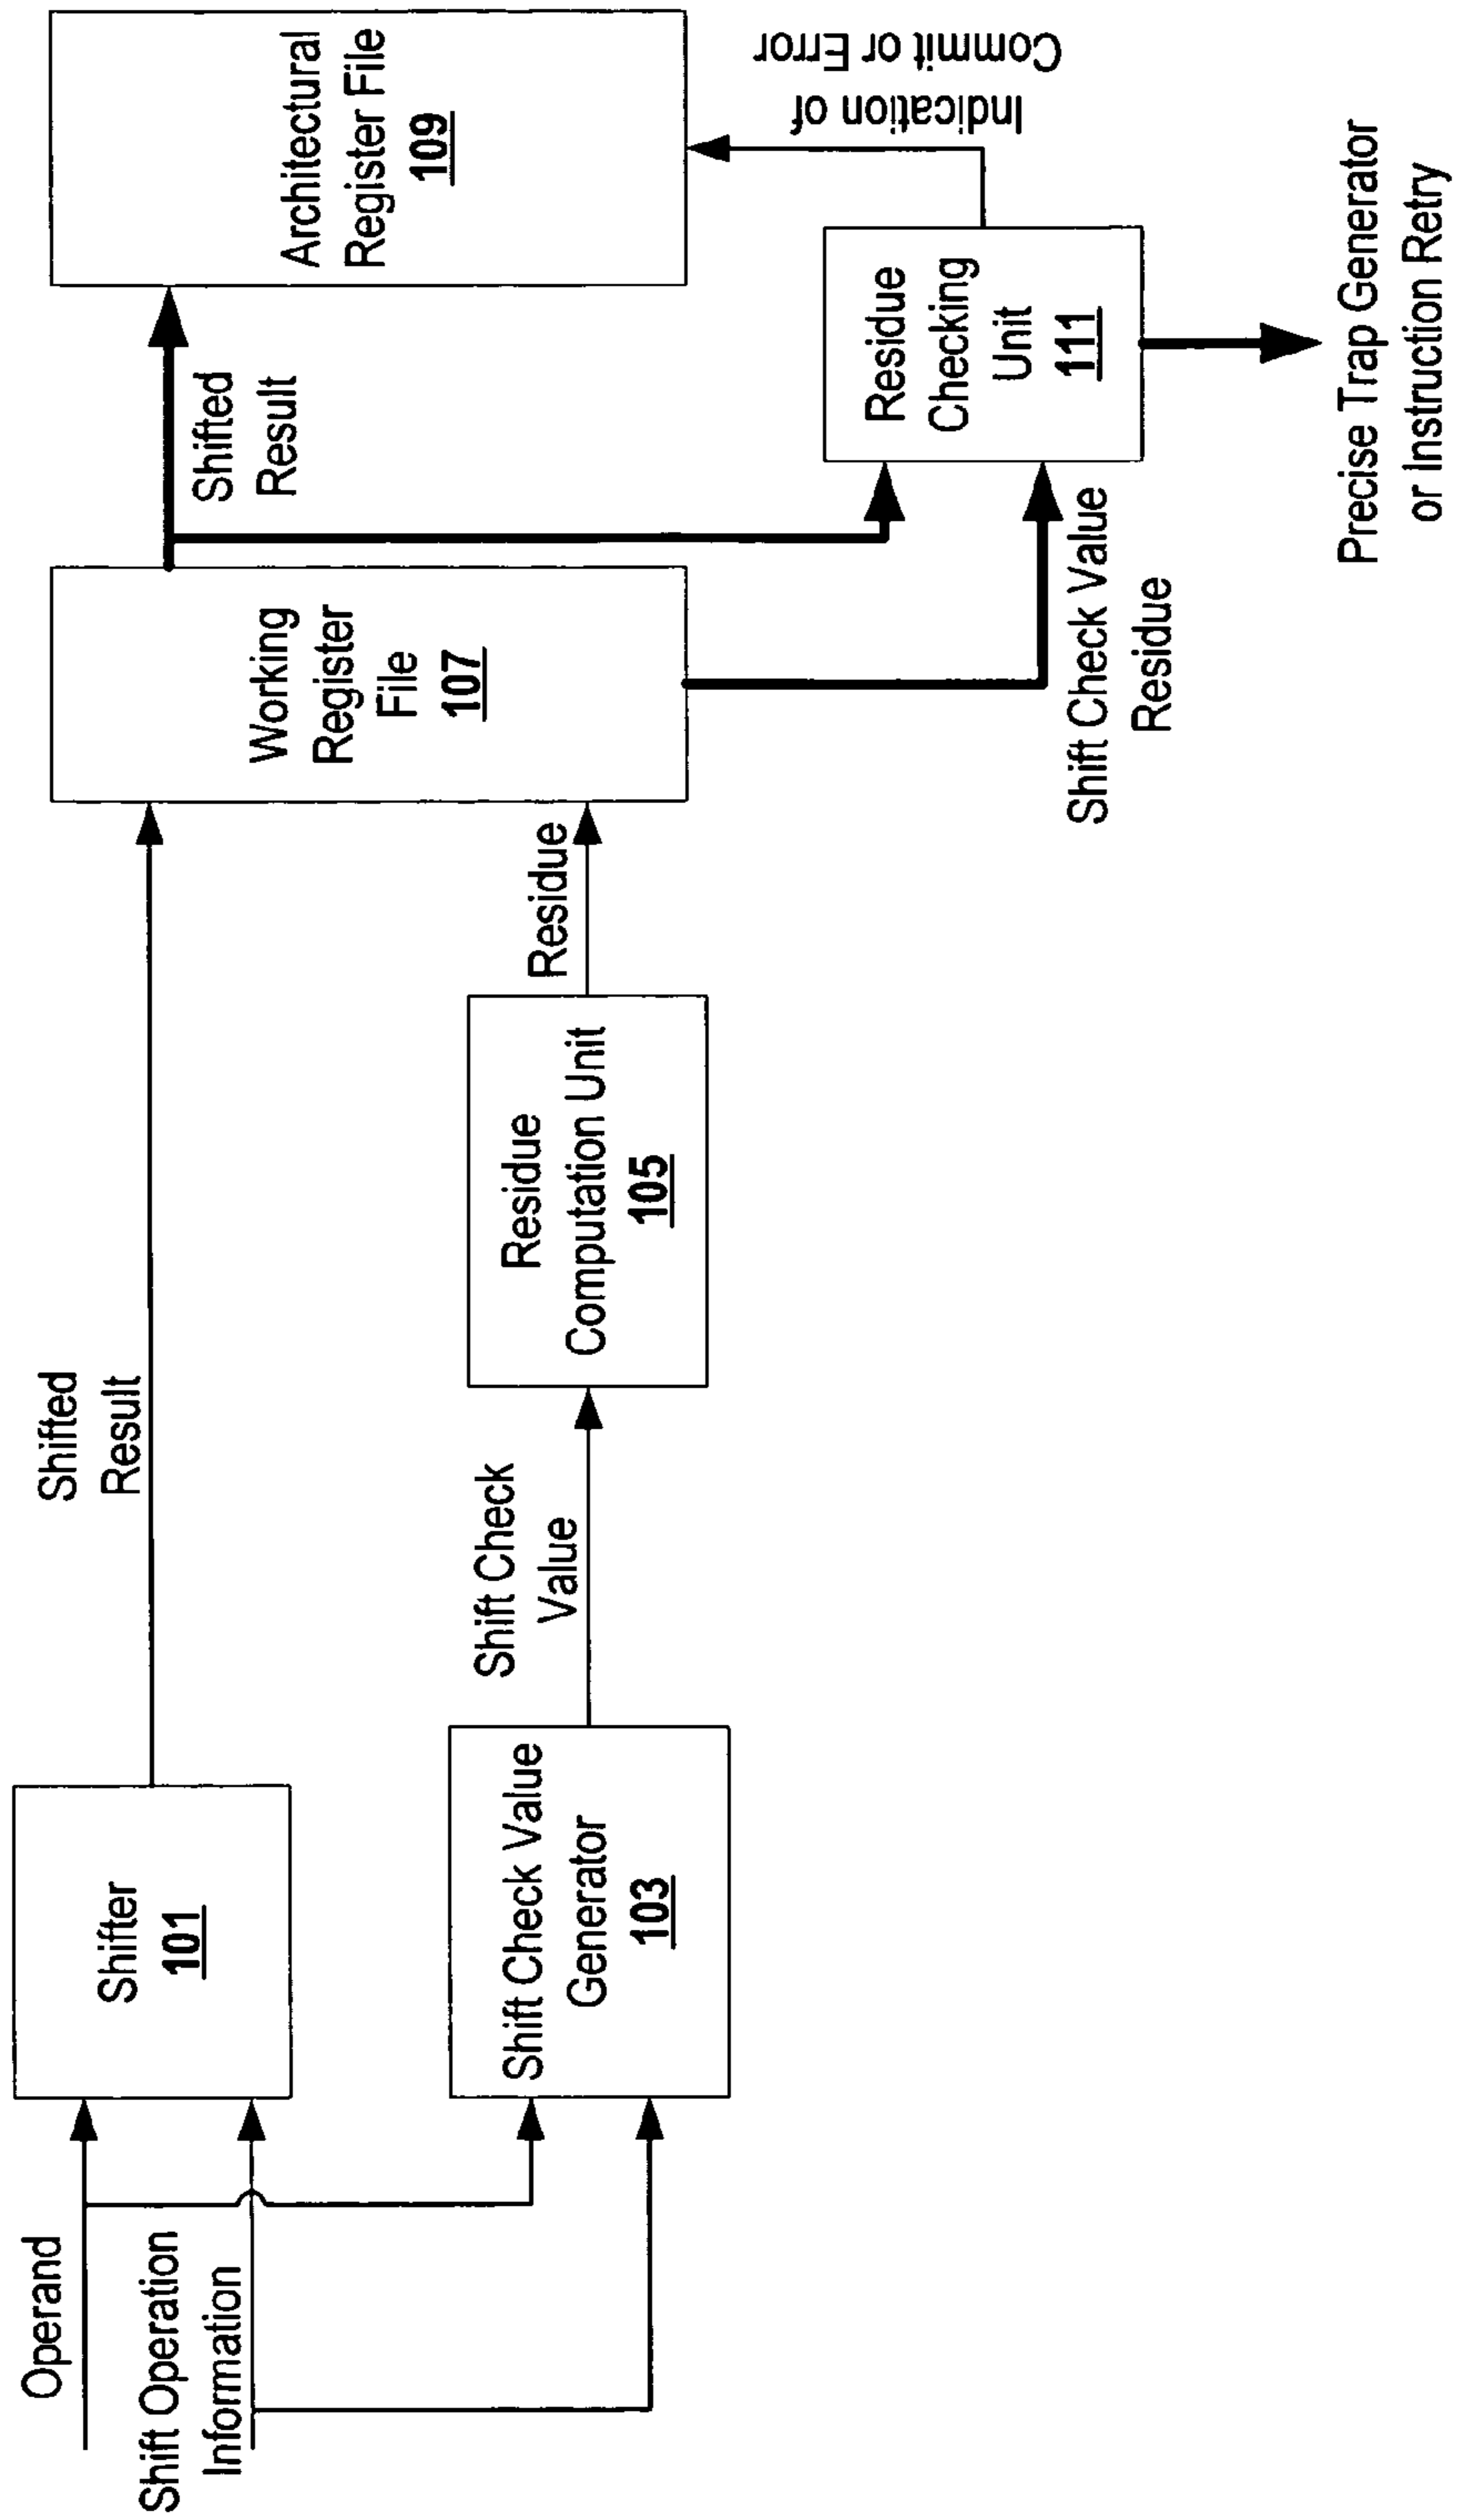 Operand
Shift Operation
Information
Shifter
101
Shift Check Value
Generator
103
Shifted
Result
Shift Check
Value
Residue
Computation Unit
105
Residue
Working
Register
File
107
Shifted
Result
Shift Check Value
Residue
Architectural
Register File
109
Residue
Checking
Unit
111
Indication of
Commit or Error
Precise Trap Generator
or Instruction Retry